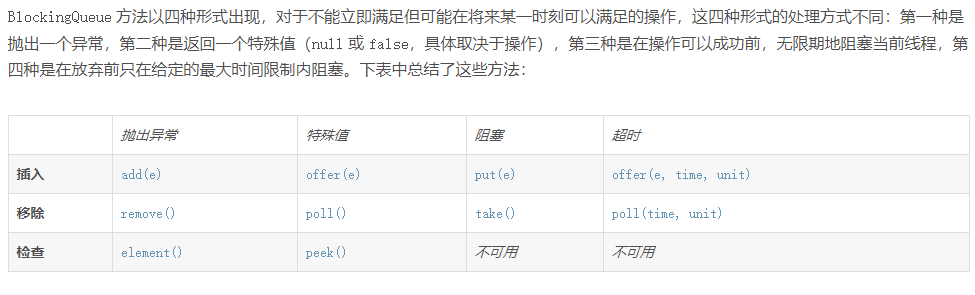 BlockingQueue 方法以四种形式出现，对于不能立即满足但可能在将来某一时刻可以满足的操作，这四种形式的处理方式不同：第一种是
抛出一个异常，第二种是返回一个特殊值（null 或 false，具体取决于操作），第三种是在操作可以成功前，无限期地阻塞当前线程，第
四种是在放弃前只在给定的最大时间限制内阻塞。下表中总结了这些方法：
抛出异常 特殊值 阻塞 超时
插入 add(e) offer(e) put(e) offer(e, time, unit)
移除 remove() poll() take() poll(time, unit)
检查 element() peek() 不可用 不可用